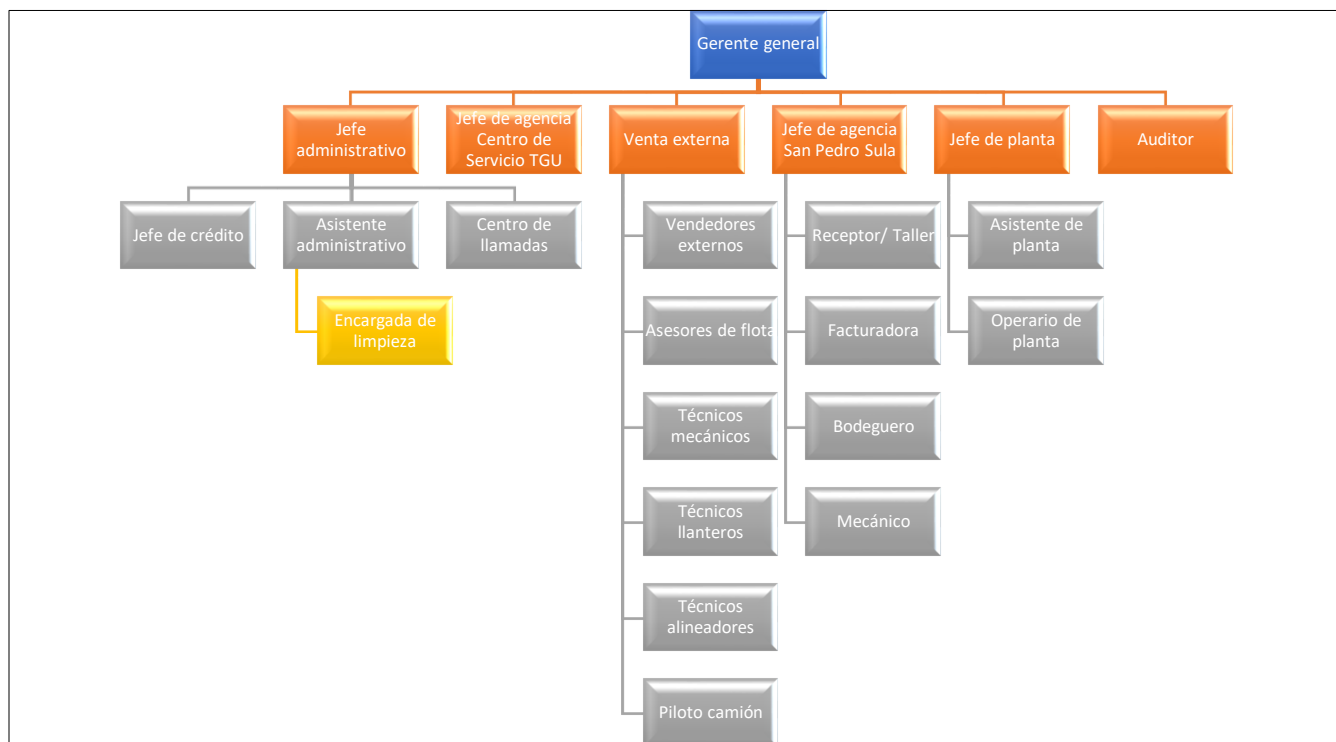 Gerente general
Jefe
administrativo
Jefe de agencia
Centro de
Servicio TGU
Venta externa
Jefe de agencia
San Pedro Sula
Jefe de planta
Auditor
Jefe de crédito
Asistente
administrativo
Centro de
llamadas
Vendedores
externos
Receptor/ Taller
Asistente de
planta
Encargada de
limpieza
Asesores de flota
Facturadora
Operario de
planta
Técnicos
mecánicos
Bodeguero
Técnicos
llanteros
Mecánico
Técnicos
alineadores
Piloto camión